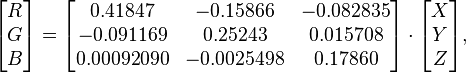 [R G B] = [0.41847 −0.15866 −0.082835] · [X Y Z],
[−0.091169 0.25243 0.015708]
[0.00092090 −0.0025498 0.17860]